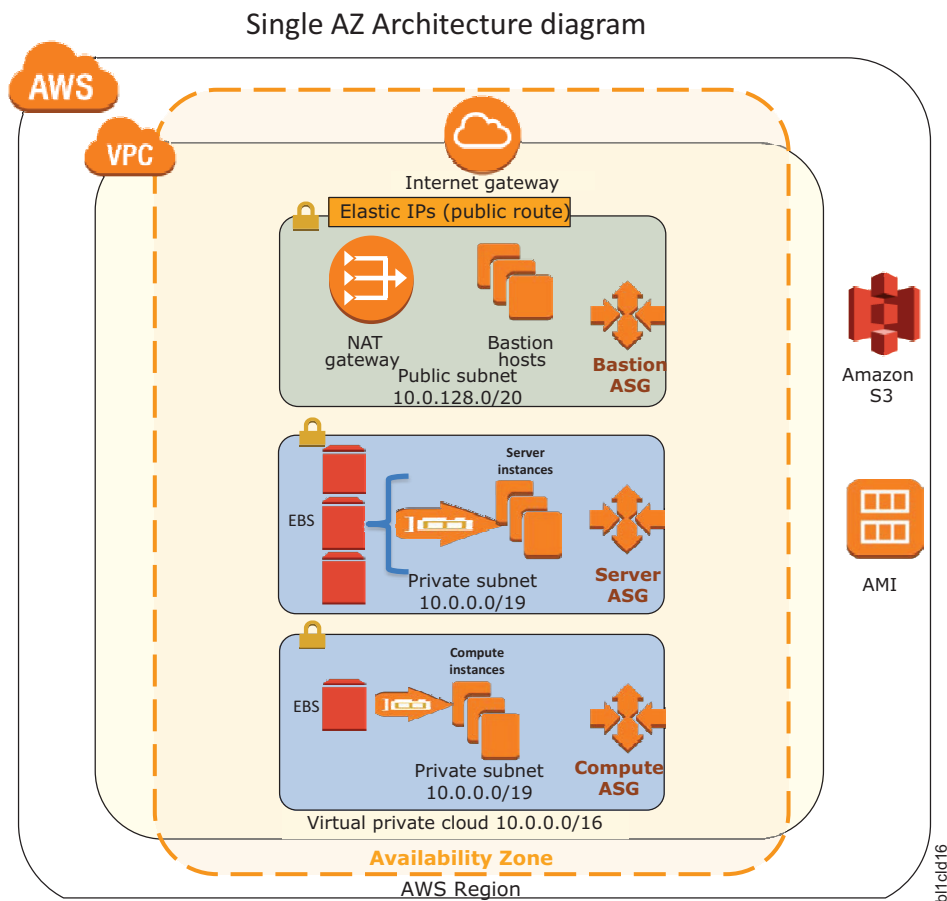 Single AZ Architecture diagram
AWS
VPC
Internet gateway
Elastic IPs (public route)
NAT
gateway
Bastion
hosts
Bastion
ASG
Public subnet
10.0.128.0/20
Amazon
S3
Server
instances
EBS
Private subnet
10.0.0.0/19
Server
ASG
AMI
Compute
instances
EBS
Private subnet
10.0.0.0/19
Compute
ASG
Virtual private cloud 10.0.0.0/16
Availability Zone
AWS Region
bl1cld16